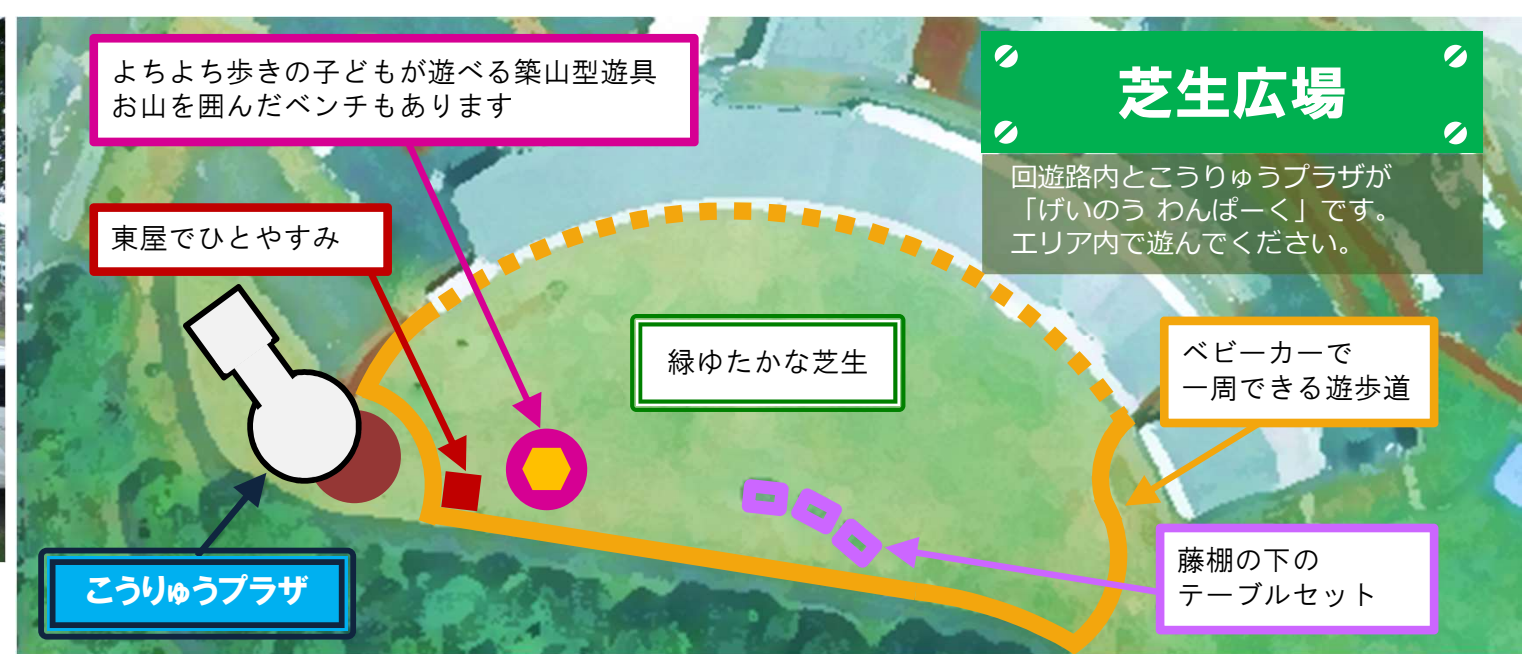 よちよち歩きの子どもが遊べる築山型遊具
お山を囲んだベンチもあります
芝生広場
回遊路内とこうりゅうプラザが
「げいのう わんぱーく」です。
エリア内で遊んでください。
東屋でひとやすみ
緑ゆたかな芝生
ベビーカーで
一周できる遊歩道
藤棚の下の
テーブルセット
こうりゅうプラザ